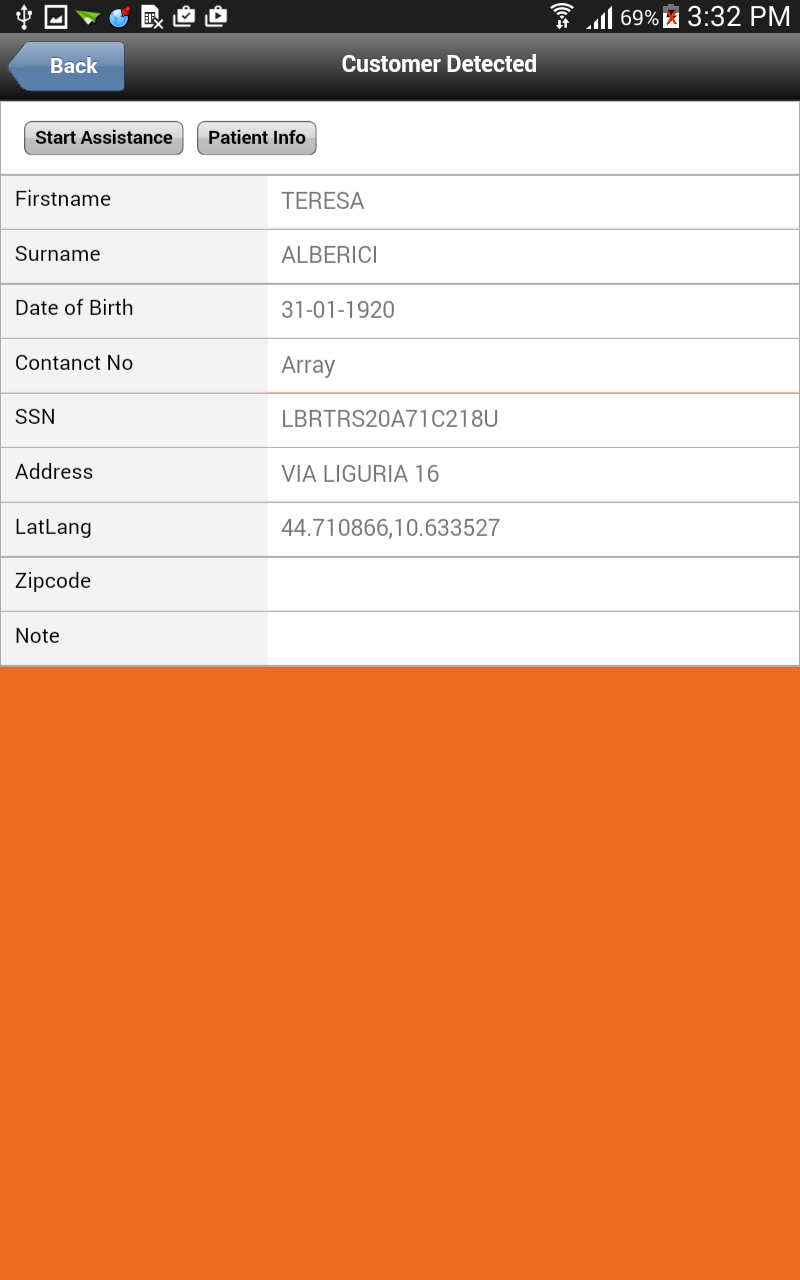 69% 3:32 PM
Back Customer Detected
Start Assistance Patient Info
Firstname TERESA
Surname ALBERICI
Date of Birth 31-01-1920
Contanct No Array
SSN LBRTRS20A71C218U
Address VIA LIGURIA 16
LatLang 44.710866,10.633527
Zipcode
Note